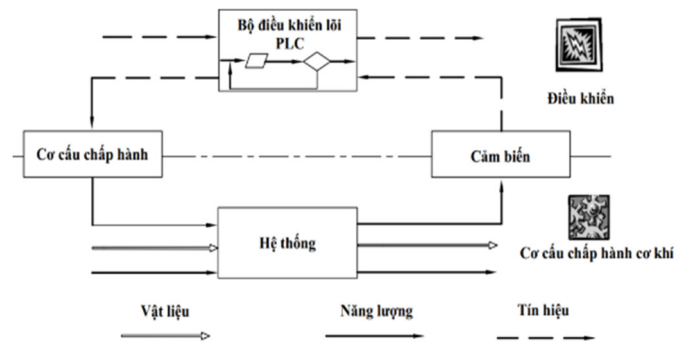 Bộ điều khiển lõi
PLC
Điều khiển
Cơ cấu chấp hành
Cảm biến
Hệ thống
Cơ cấu chấp hành cơ khí
Vật liệu
Năng lượng
Tín hiệu